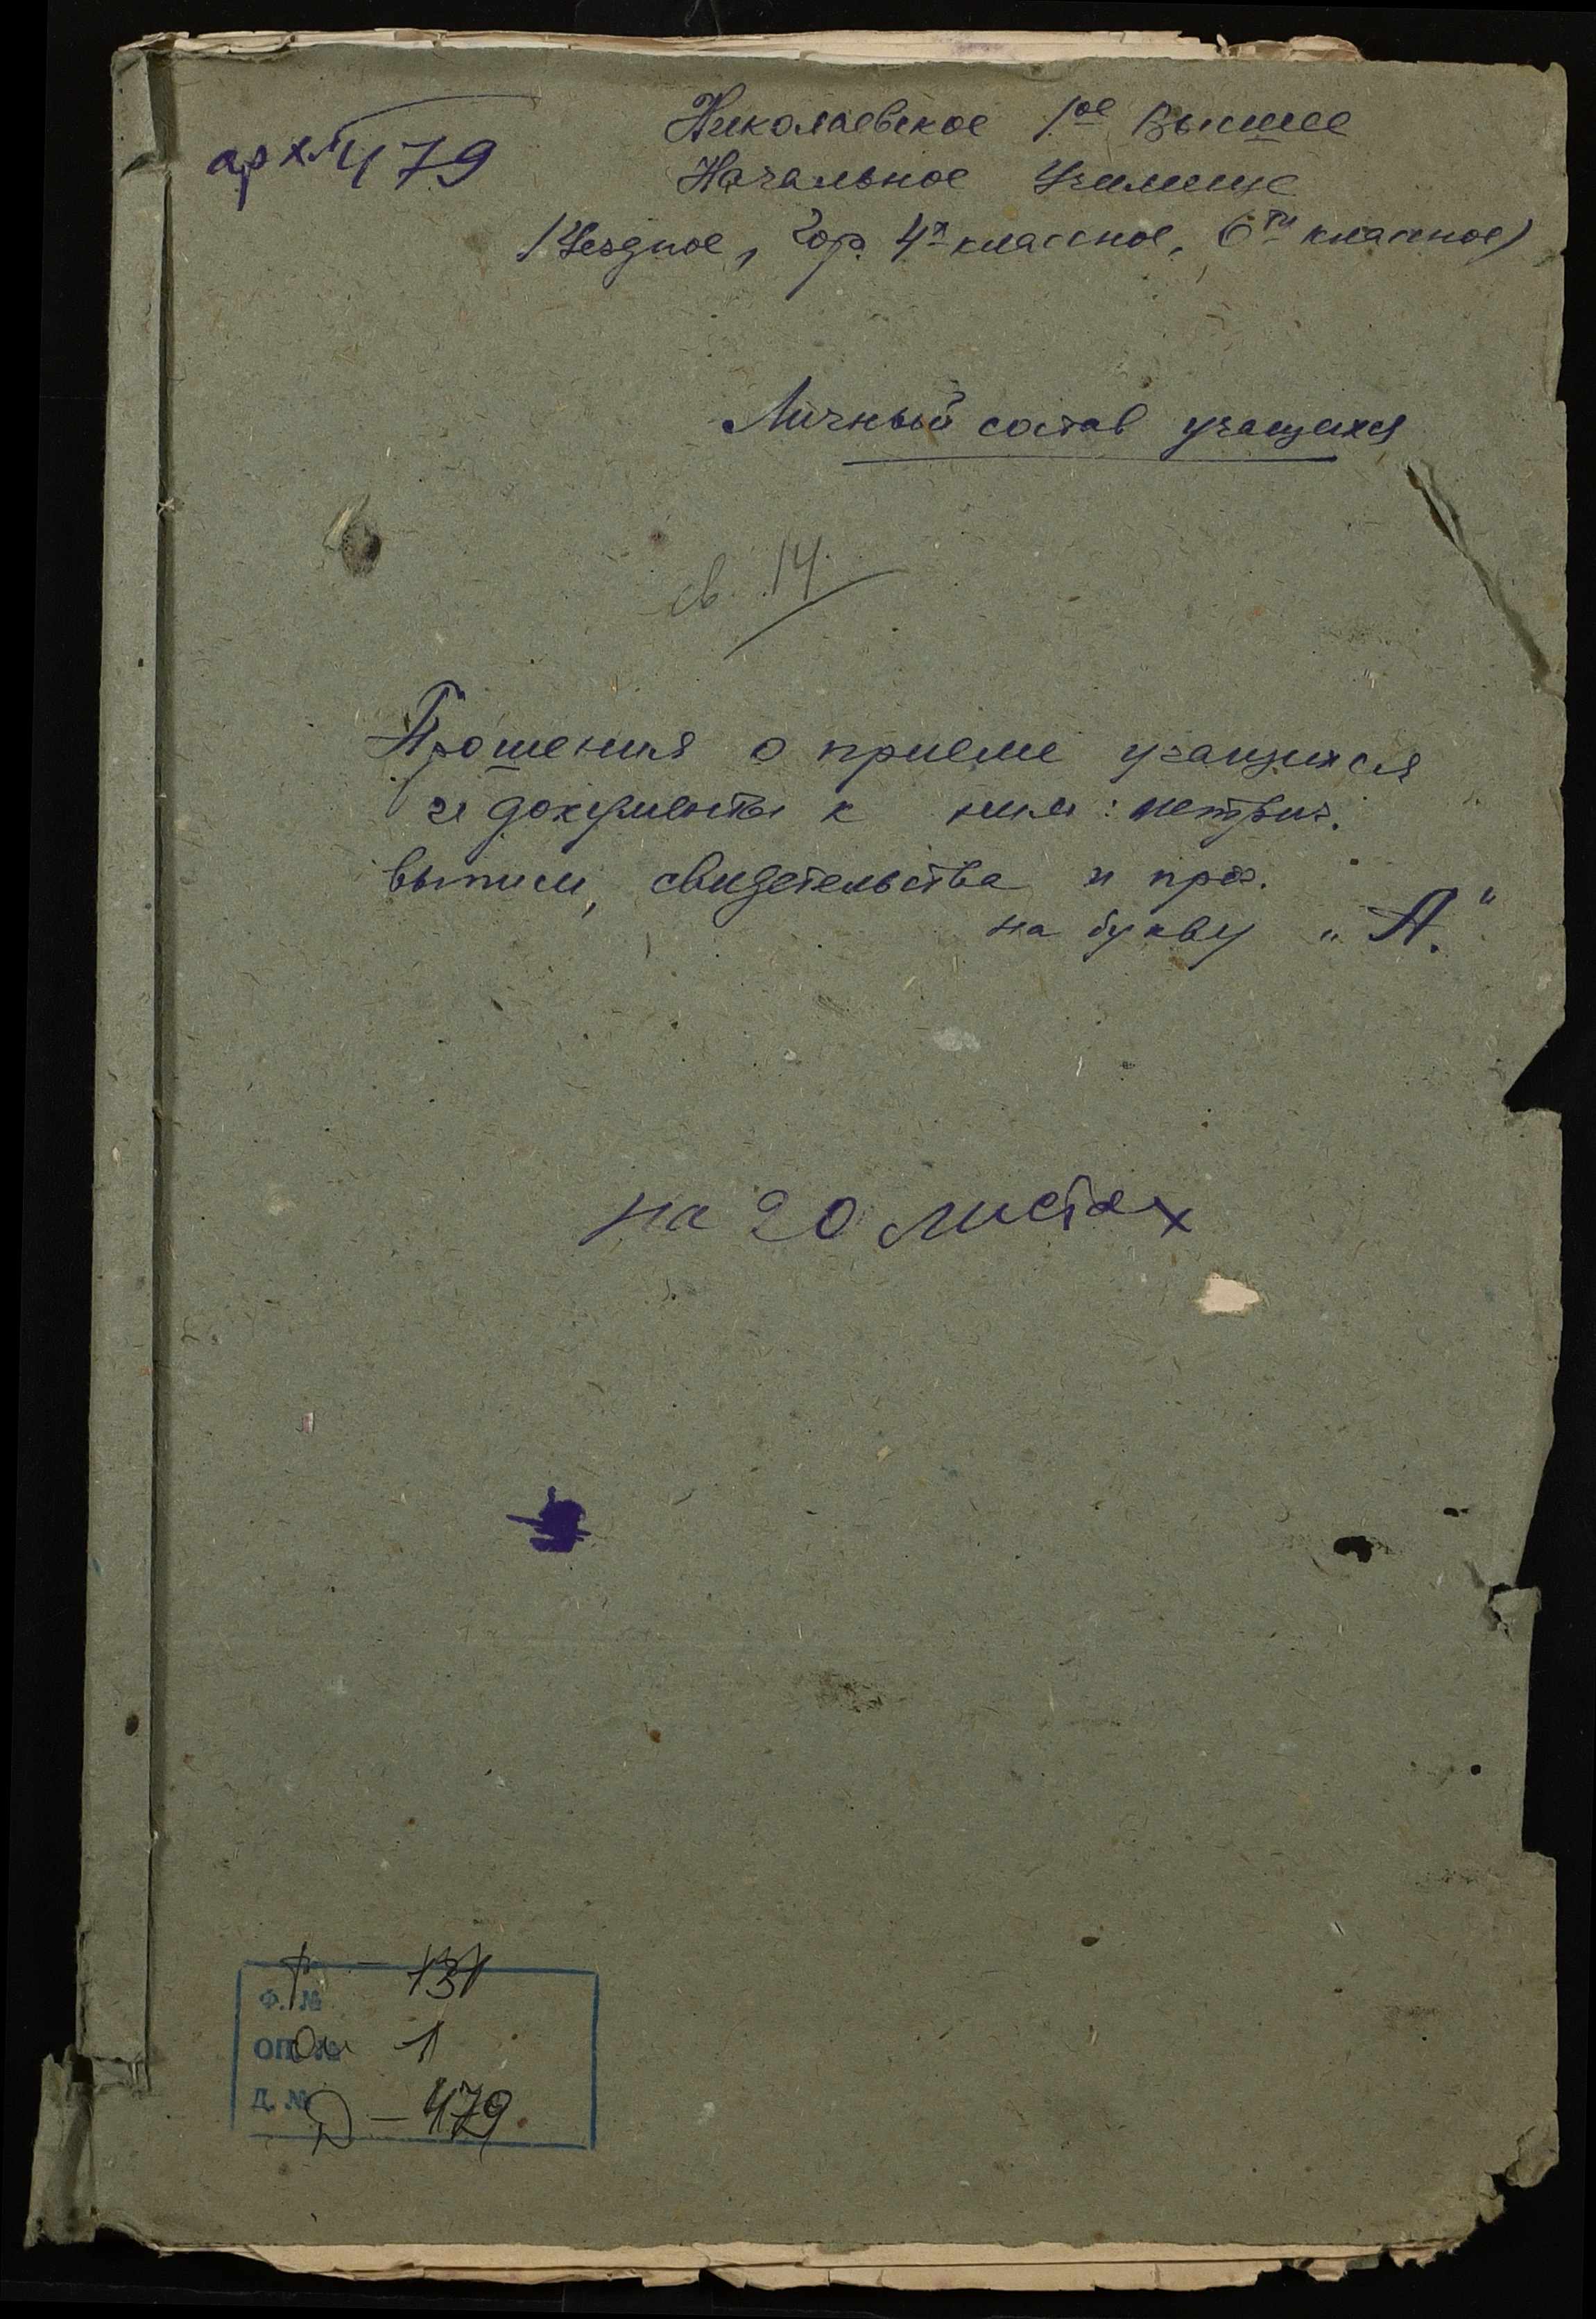 арх. 479
Николаевское 1ое Высшее
Начальное Училище
(Уездное, Гор. 4х классное, 6ти классное)
Личный состав учащихся
св. 14
Прошения о приеме учащихся
и документы к ним: метрич.
выписи, свидетельства и проч.
на букву „А."
на 20 листах
Ф. № 131
ОП. № 1
Д. № 479